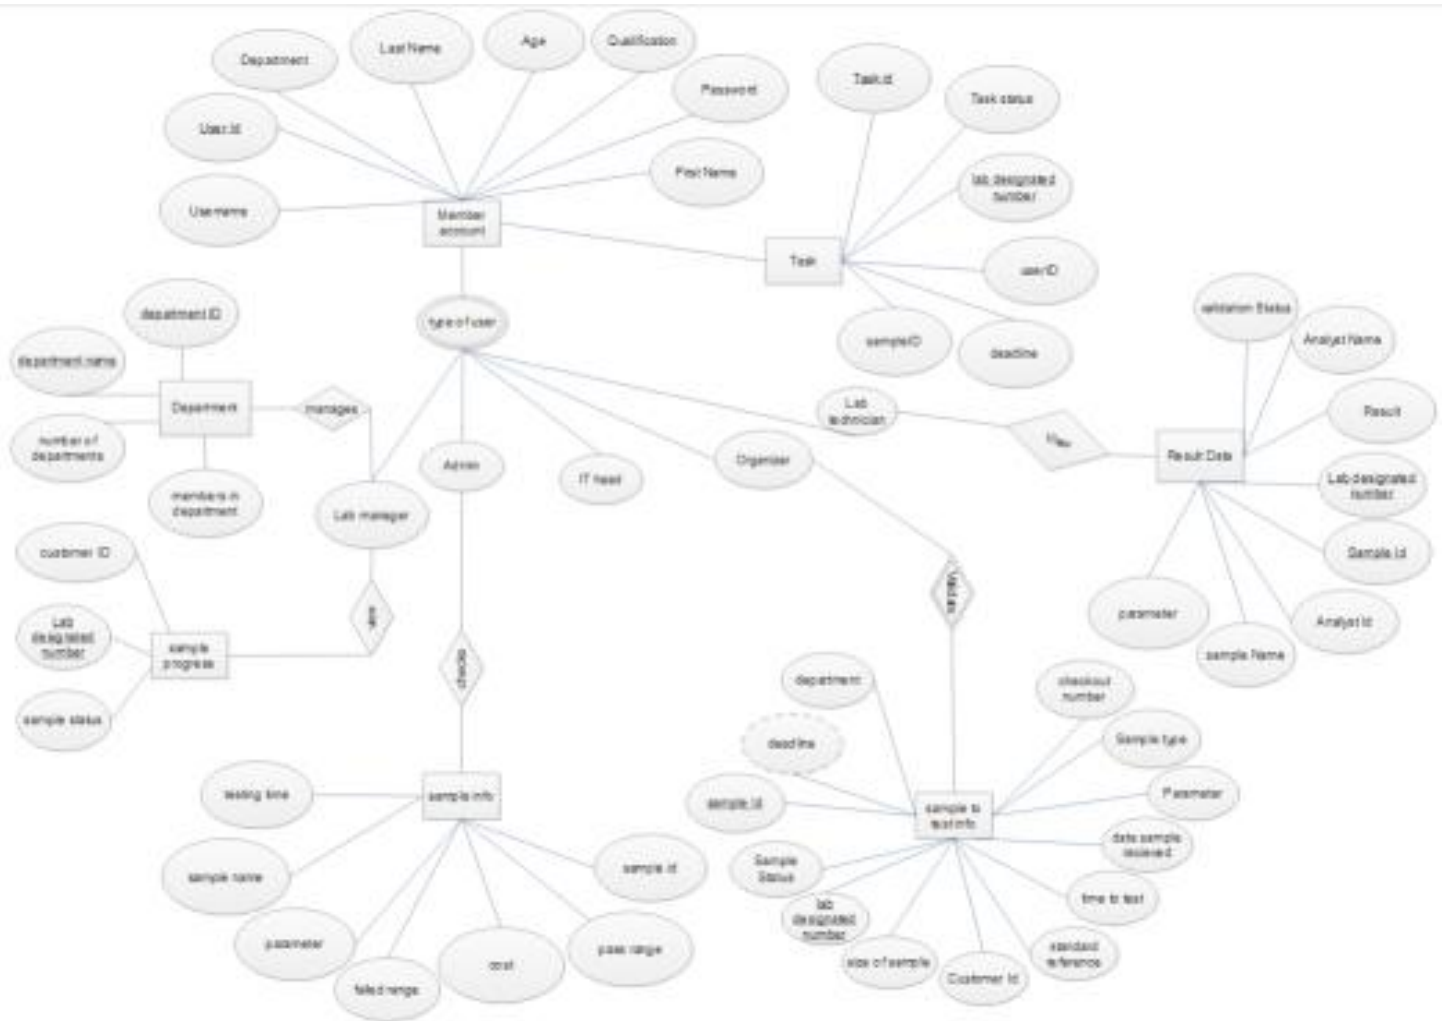 Department
Last Name
Age
Qualification
Password
User Id
First Name
Username
Member
account
Task id
Task status
lab designated
number
Task
userID
sampleID
deadline
type of user
department ID
department name
Department
manages
number of
departments
members in
department
Lab manager
Admin
IT head
Organiser
Lab
technician
validation Status
Analyst Name
Result
Result Data
Lab designated
number
Sample Id
Analyst Id
sample Name
parameter
customer ID
Lab
designated
number
sample status
sample
progress
checks
sample info
testing time
sample name
parameter
failed range
cost
pass range
sample id
department
deadline
sample Id
Sample
Status
lab
designated
number
size of sample
Customer Id
standard
reference
time to test
date sample
recieved
Parameter
Sample type
checkout
number
sample to
test info